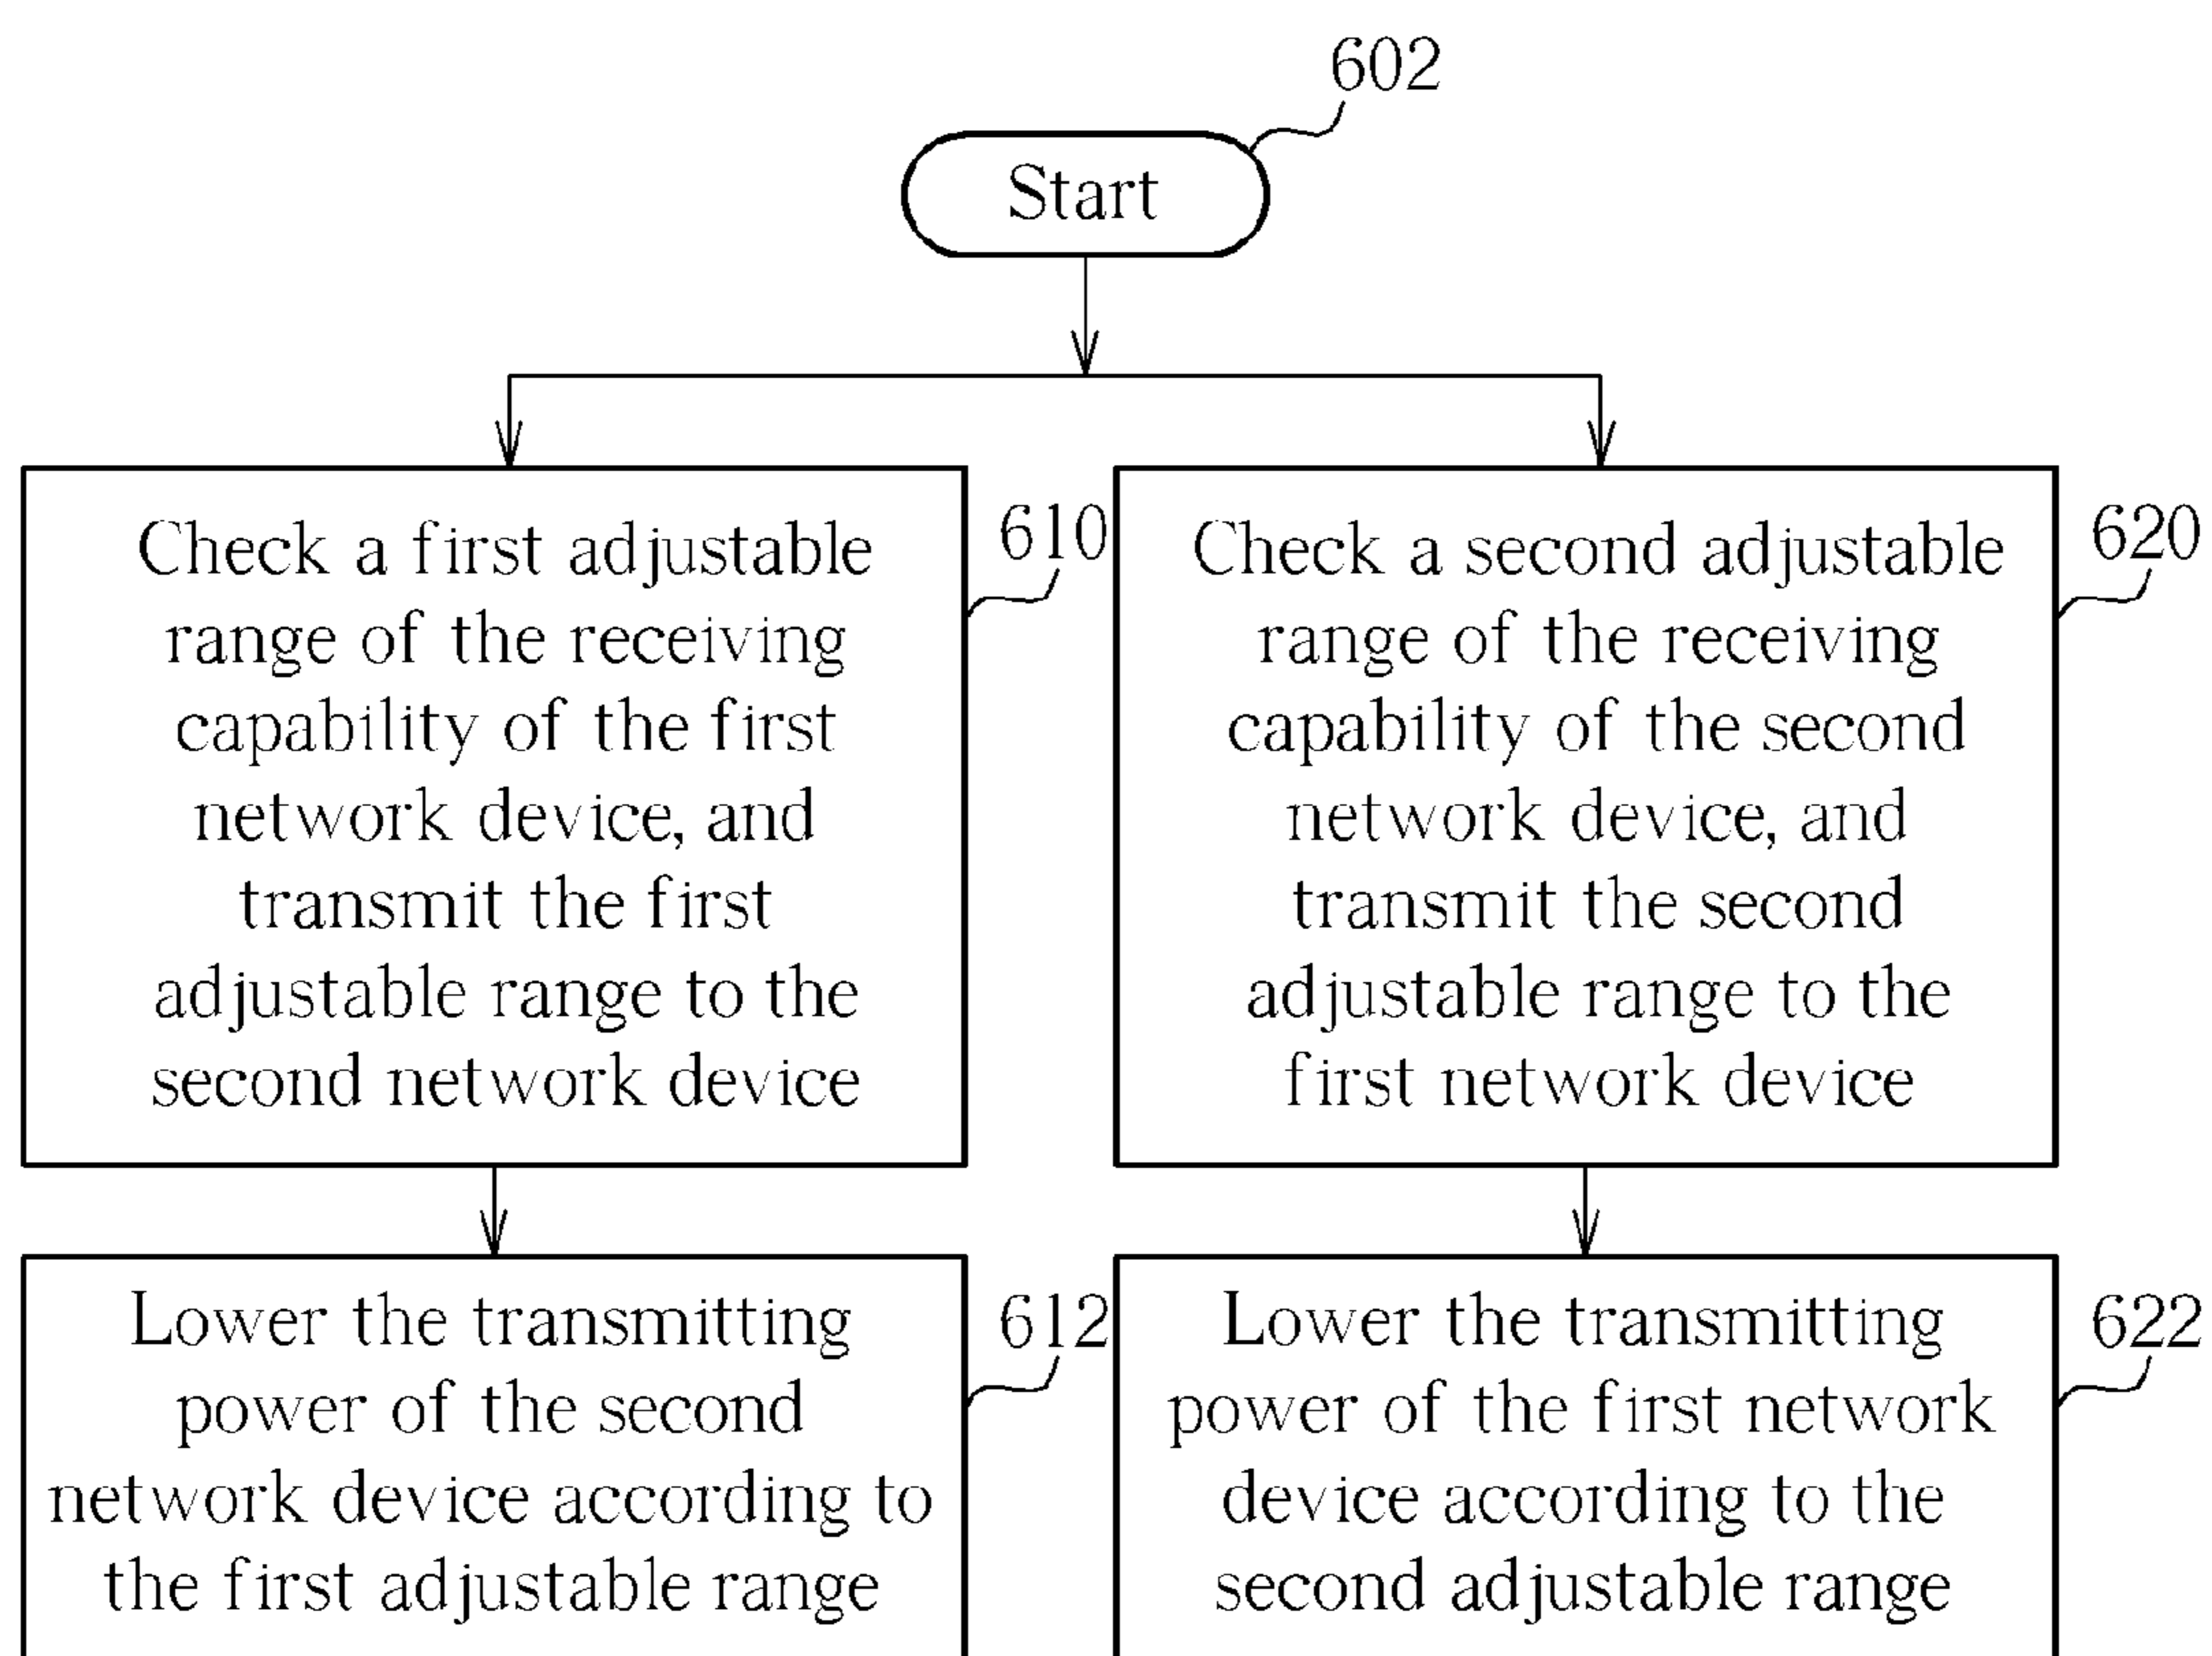 602
Start
610
Check a first adjustable
range of the receiving
capability of the first
network device, and
transmit the first
adjustable range to the
second network device
620
Check a second adjustable
range of the receiving
capability of the second
network device, and
transmit the second
adjustable range to the
first network device
612
Lower the transmitting
power of the second
network device according to
the first adjustable range
622
Lower the transmitting
power of the first network
device according to the
second adjustable range